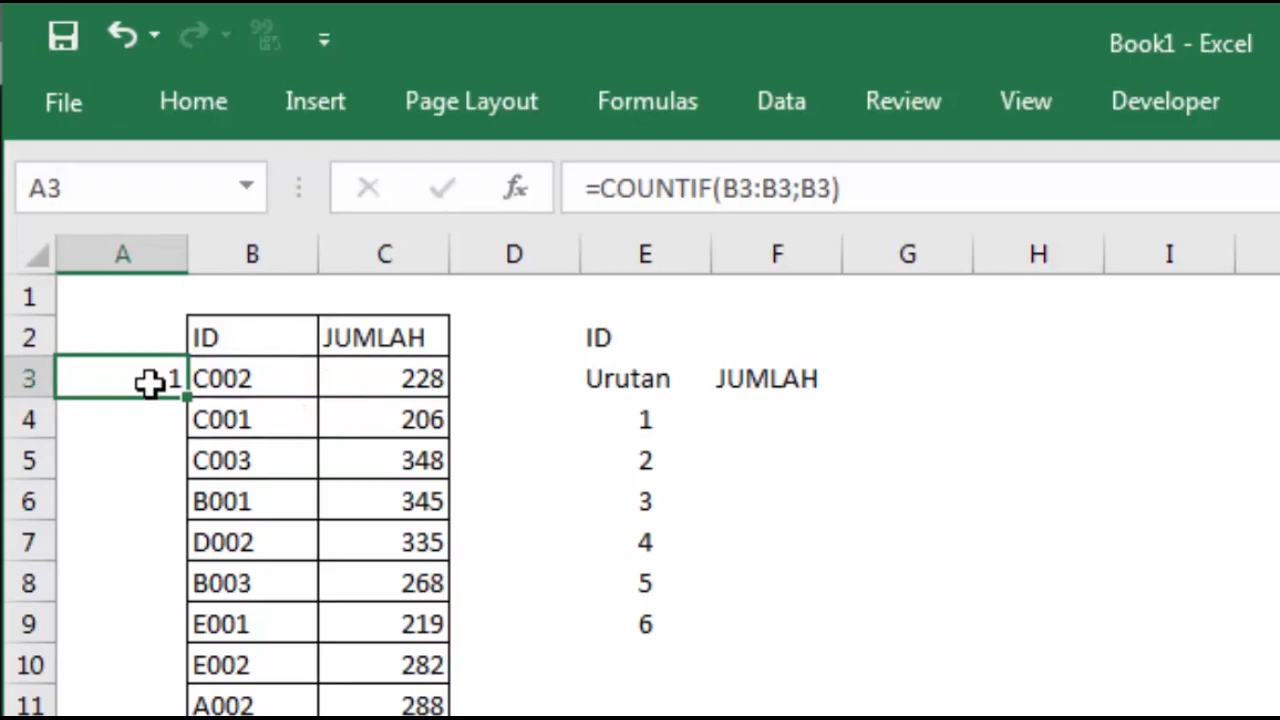 Book1 - Excel
File Home Insert Page Layout Formulas Data Review View Developer
A3 fx =COUNTIF(B3:B3;B3)
A B C D E F G H I
1
2 ID JUMLAH ID
3 1 C002 228 Urutan JUMLAH
4 C001 206 1
5 C003 348 2
6 B001 345 3
7 D002 335 4
8 B003 268 5
9 E001 219 6
10 E002 282
11 A002 288